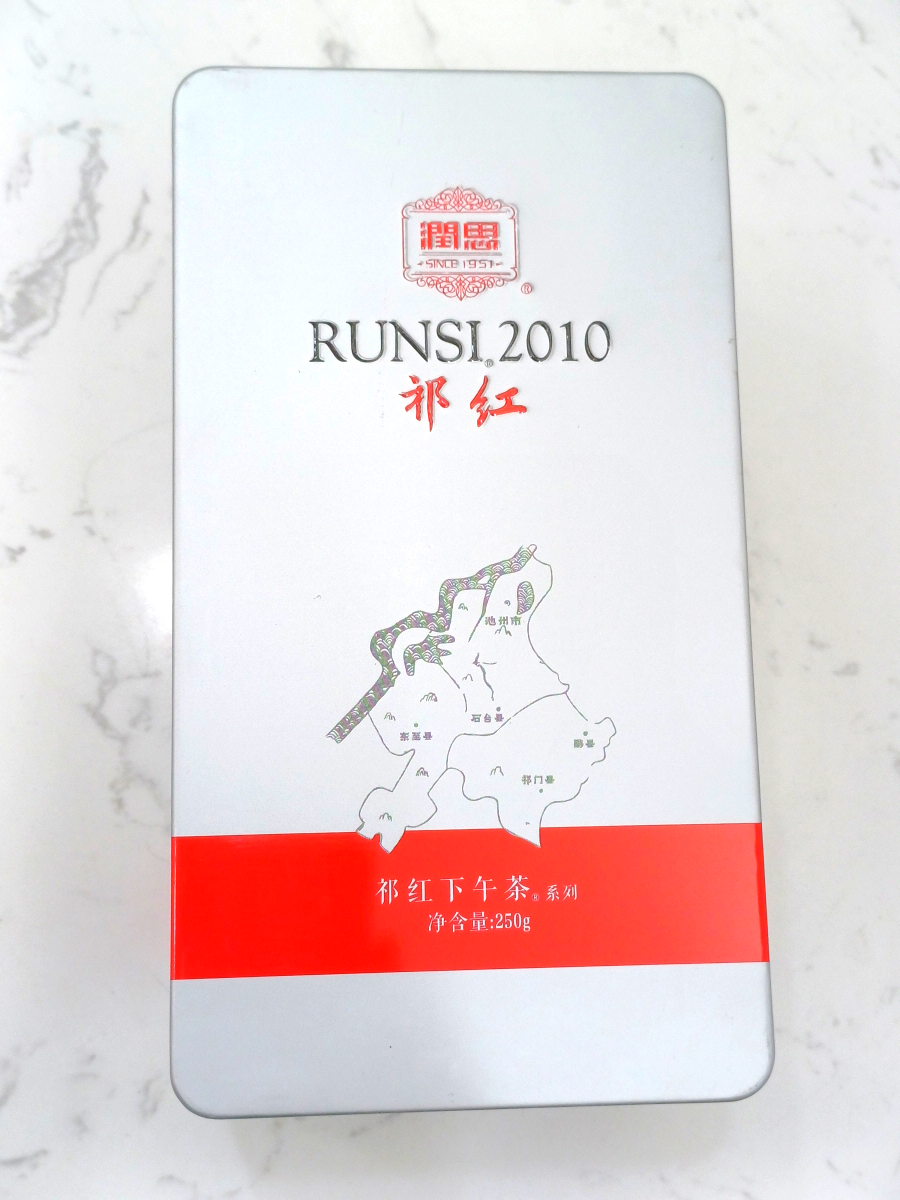 潤思
SINCE 1951
®
RUNSI® 2010
祁红
池州市
石台县
东至县
黟县
祁门县
祁红下午茶® 系列
净含量:250g